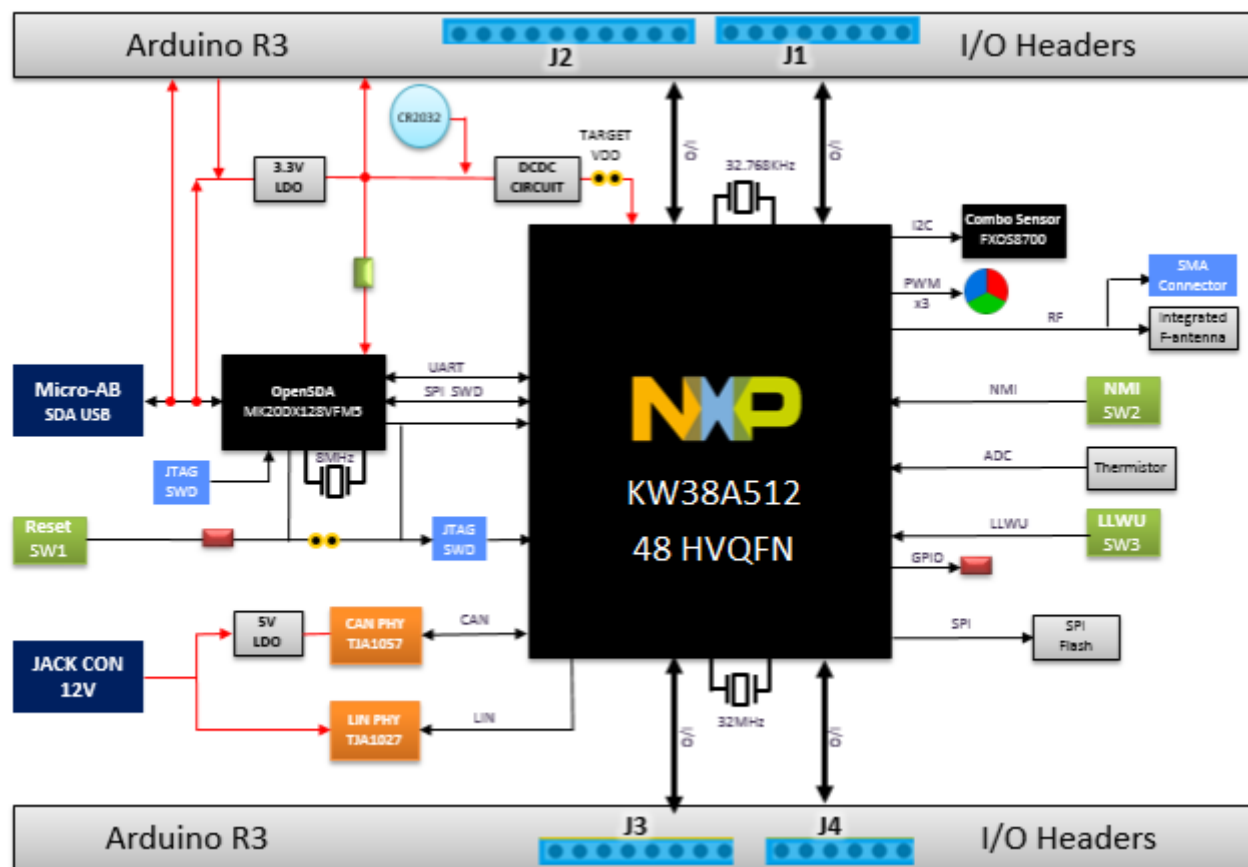 Arduino R3
J2
J1
I/O Headers
CR2032
TARGET
VDD
3.3V
LDO
DCDC
CIRCUIT
I/O
32.768KHz
I/O
I2C
Combo Sensor
FXOS8700
PWM
x3
SMA
Connector
RF
Integrated
F-antenna
Micro-AB
SDA USB
OpenSDA
MK20DX128VFM5
UART
SPI SWD
8MHz
JTAG
SWD
NXP
KW38A512
48 HVQFN
NMI
NMI
SW2
ADC
Thermistor
Reset
SW1
JTAG
SWD
LLWU
LLWU
SW3
GPIO
JACK CON
12V
5V
LDO
CAN PHY
TJA1057
CAN
SPI
SPI
Flash
LIN PHY
TJA1027
LIN
I/O
32MHz
I/O
Arduino R3
J3
J4
I/O Headers